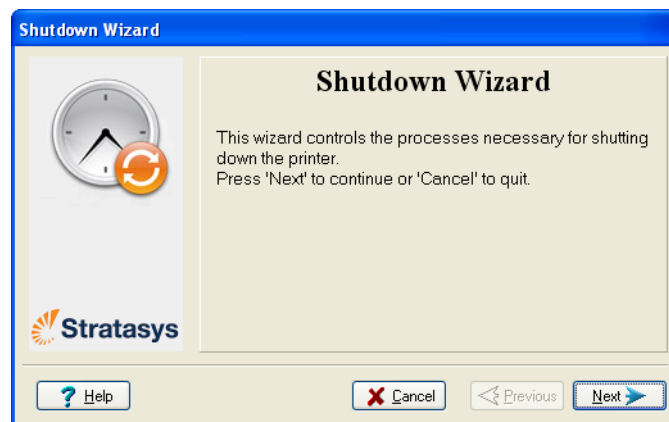 Shutdown Wizard
Shutdown Wizard
This wizard controls the processes necessary for shutting
down the printer.
Press 'Next' to continue or 'Cancel' to quit.
Stratasys
Help
Cancel
Previous
Next